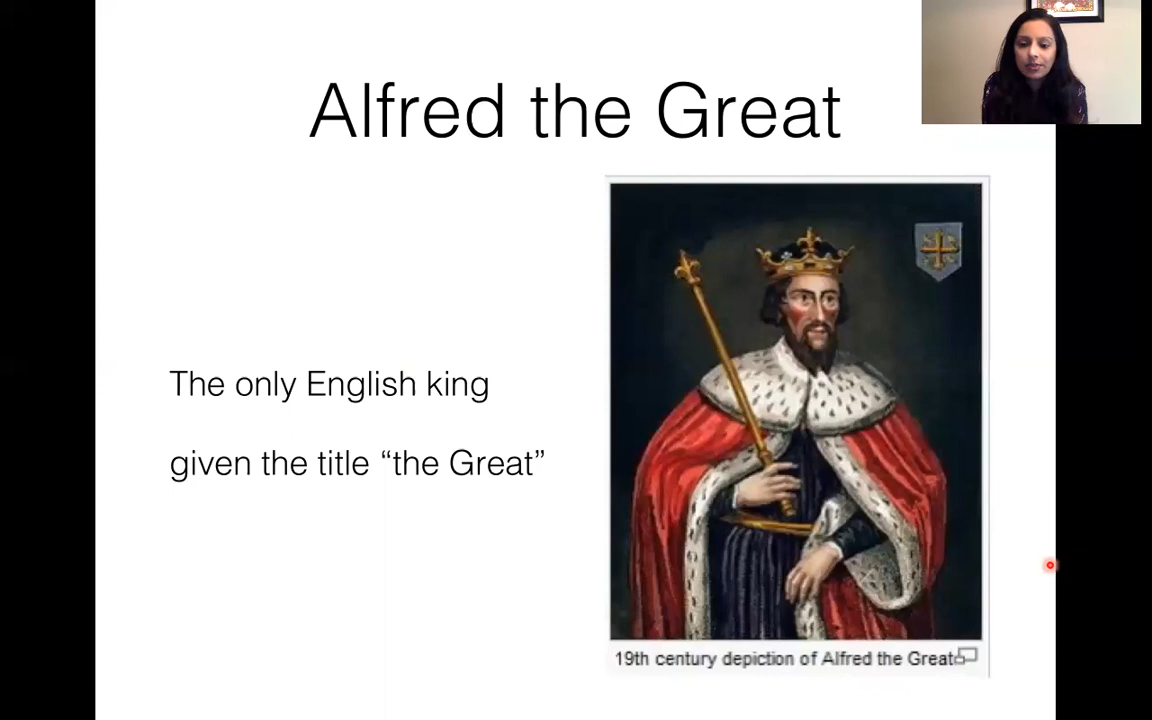 Alfred the Great
The only English king
given the title “the Great”
19th century depiction of Alfred the Great